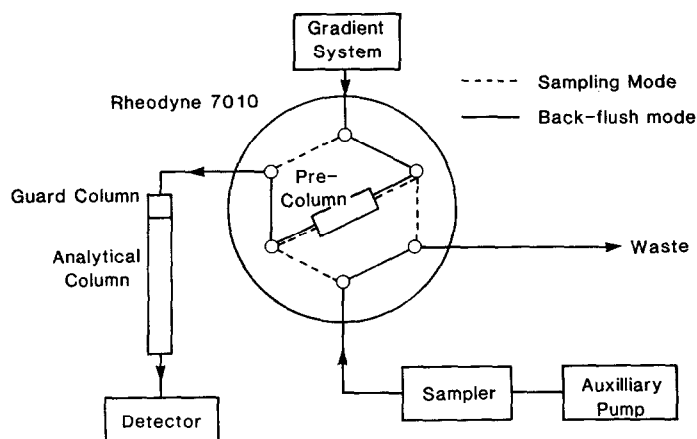 Gradient
System
Rheodyne 7010
Sampling Mode
Back-flush mode
Pre-
Column
Guard Column
Analytical
Column
Waste
Sampler
Auxilliary
Pump
Detector